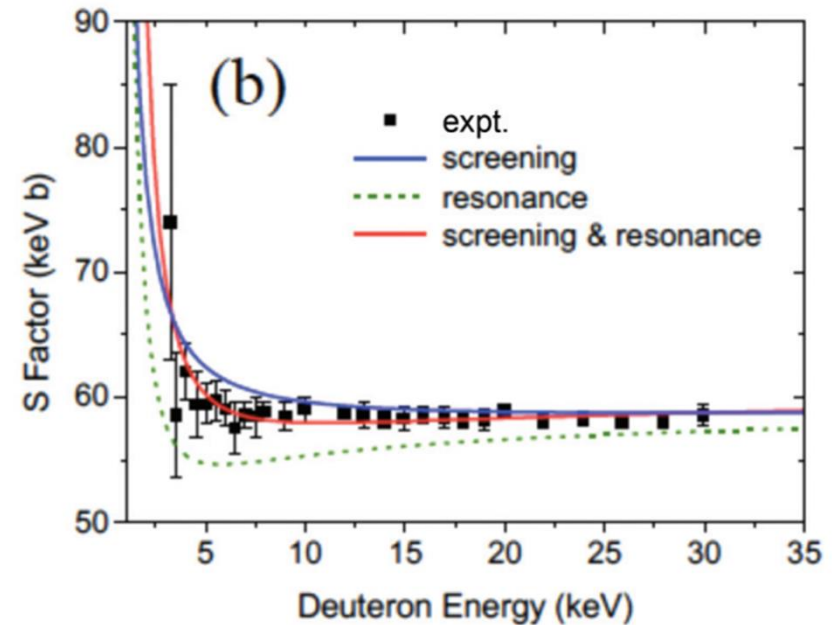 90
80
70
60
50
S Factor (keV b)
(b)
expt.
screening
resonance
screening & resonance
5 10 15 20 25 30 35
Deuteron Energy (keV)